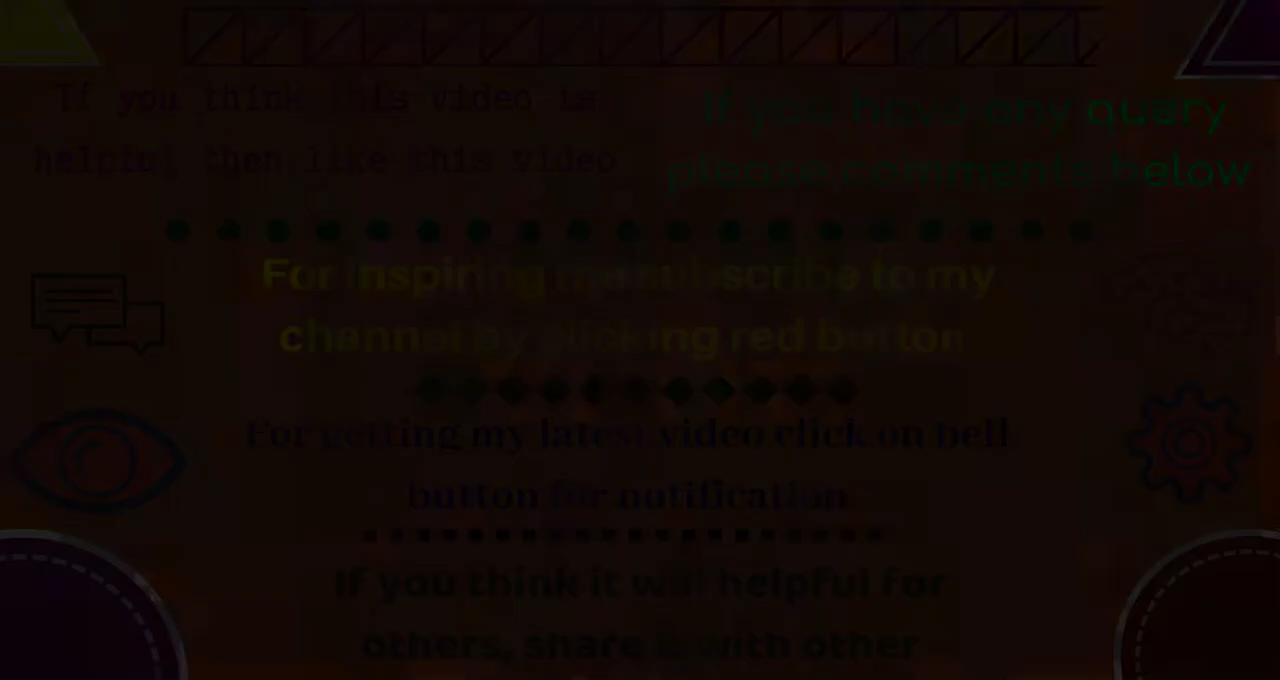 If you think this video is
helpful then like this video
If you have any query
please comments below
For inspiring me subscribe to my
channel by clicking red button
For getting my latest video click on bell
button for notification
If you think it will helpful for
others, share it with other